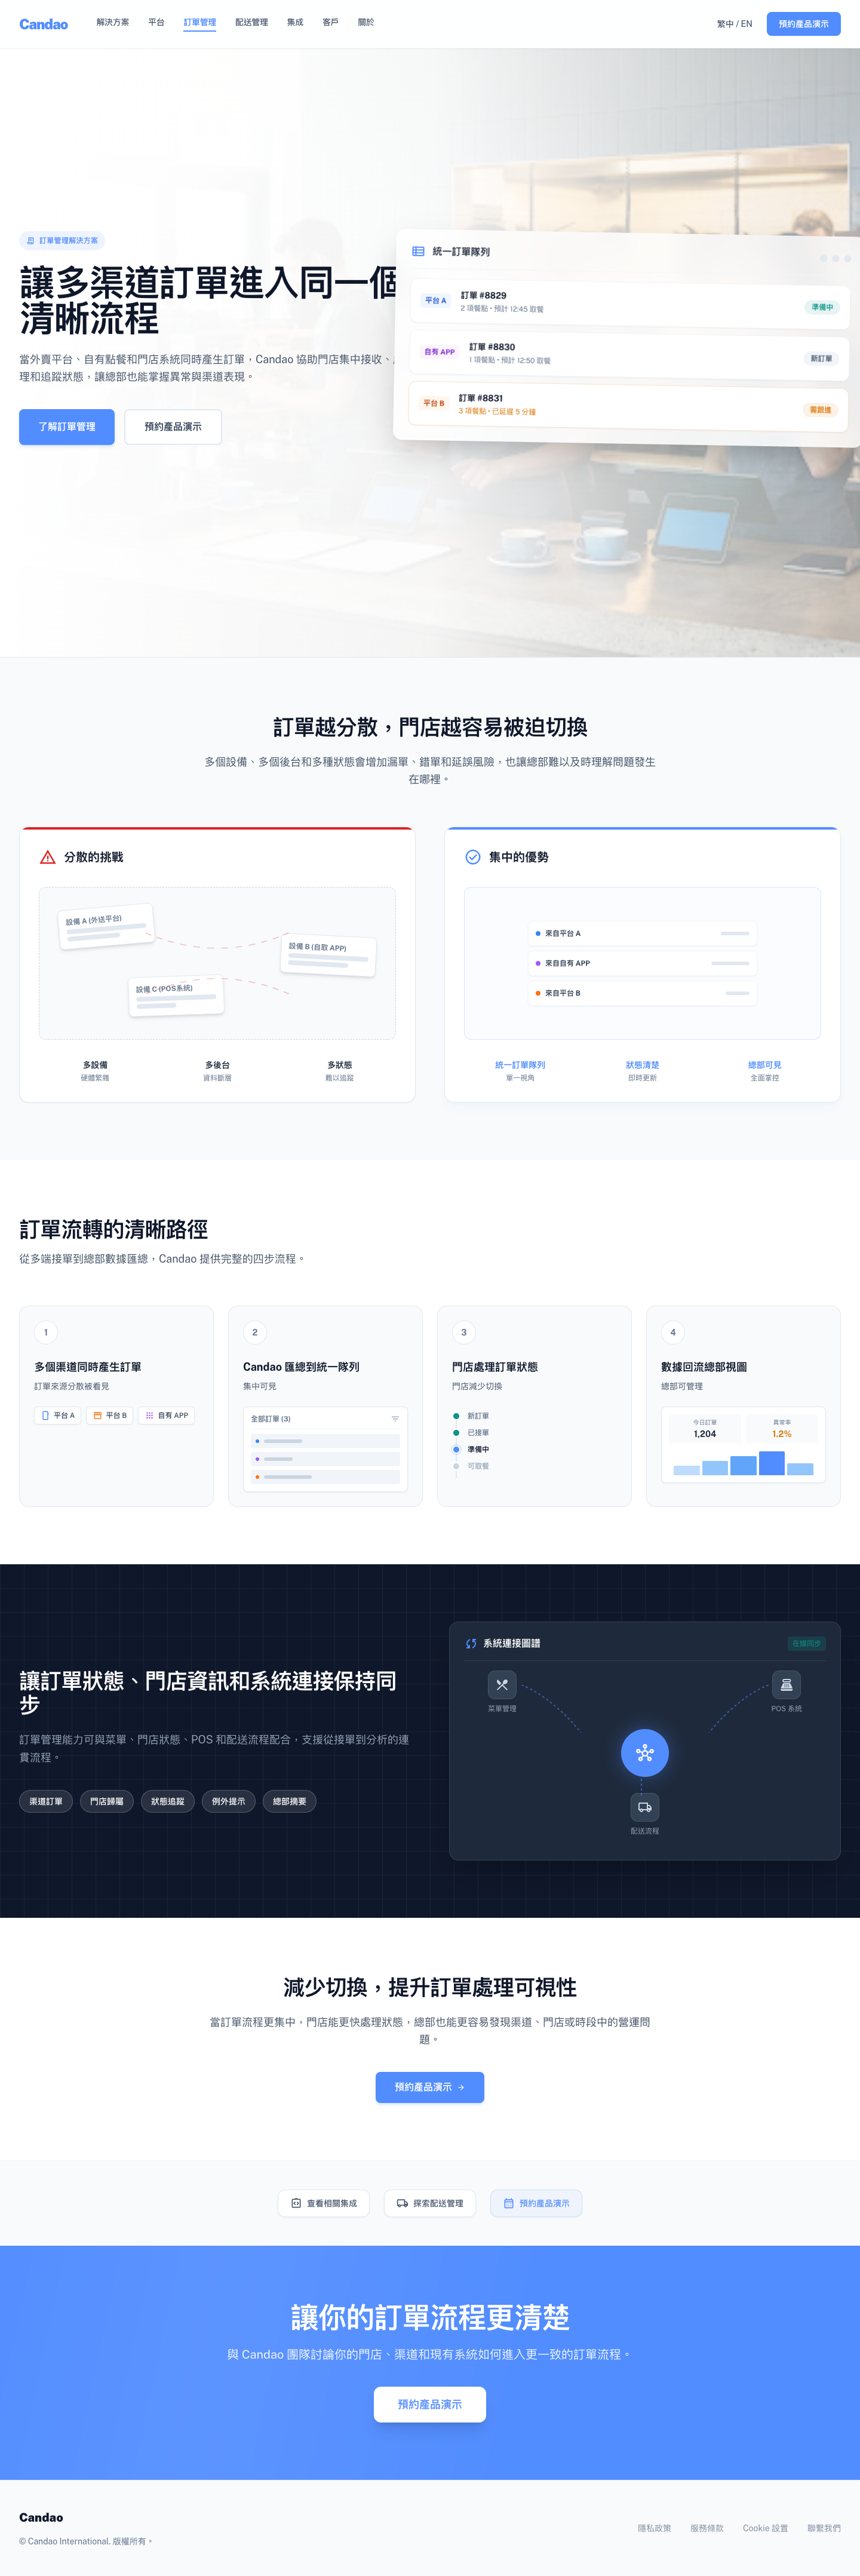 Candao
解決方案
平台
訂單管理
配送管理
集成
客戶
關於
繁中 / EN
預約產品演示
訂單管理解決方案
讓多渠道訂單進入同一個
清晰流程
當外賣平台、自有點餐和門店系統同時產生訂單，Candao 協助門店集中接收、
理和追蹤狀態，讓總部也能掌握異常與渠道表現。
了解訂單管理
預約產品演示
統一訂單隊列
平台 A
訂單 #8829
2 項餐點 • 預計 12:45 取餐
準備中
自有 APP
訂單 #8830
1 項餐點 • 預計 12:50 取餐
新訂單
平台 B
訂單 #8831
3 項餐點 • 已延遲 5 分鐘
需跟進
訂單越分散，門店越容易被迫切換
多個設備、多個後台和多種狀態會增加漏單、錯單和延誤風險，也讓總部難以及時理解問題發生
在哪裡。
分散的挑戰
設備 A (外送平台)
設備 B (自取 APP)
設備 C (POS系統)
多設備
硬體繁雜
多後台
資料斷層
多狀態
難以追蹤
集中的優勢
來自平台 A
來自自有 APP
來自平台 B
統一訂單隊列
單一視角
狀態清楚
即時更新
總部可見
全面掌控
訂單流轉的清晰路徑
從多端接單到總部數據匯總，Candao 提供完整的四步流程。
1
多個渠道同時產生訂單
訂單來源分散被看見
平台 A
平台 B
自有 APP
2
Candao 匯總到統一隊列
集中可見
全部訂單 (3)
3
門店處理訂單狀態
門店減少切換
新訂單
已接單
準備中
可取餐
4
數據回流總部視圖
總部可管理
今日訂單
1,204
異常率
1.2%
讓訂單狀態、門店資訊和系統連接保持同
步
訂單管理能力可與菜單、門店狀態、POS 和配送流程配合，支援從接單到分析的連
貫流程。
渠道訂單
門店歸屬
狀態追蹤
例外提示
總部摘要
系統連接圖譜
在線同步
菜單管理
POS 系統
配送流程
減少切換，提升訂單處理可視性
當訂單流程更集中，門店能更快處理狀態，總部也能更容易發現渠道、門店或時段中的營運問
題。
預約產品演示
查看相關集成
探索配送管理
預約產品演示
讓你的訂單流程更清楚
與 Candao 團隊討論你的門店、渠道和現有系統如何進入更一致的訂單流程。
預約產品演示
Candao
© Candao International. 版權所有。
隱私政策
服務條款
Cookie 設置
聯繫我們